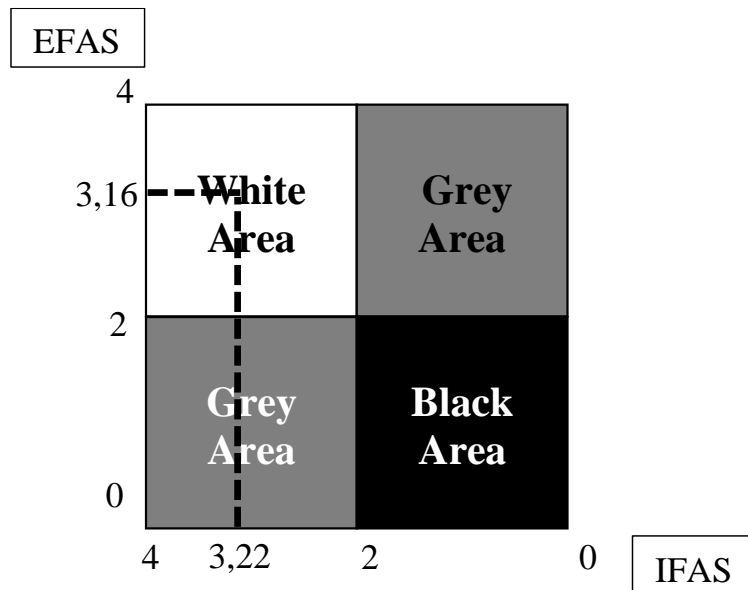 EFAS
4
3,16
White
Area
Grey
Area
2
Grey
Area
Black
Area
0
4 3,22 2 0
IFAS